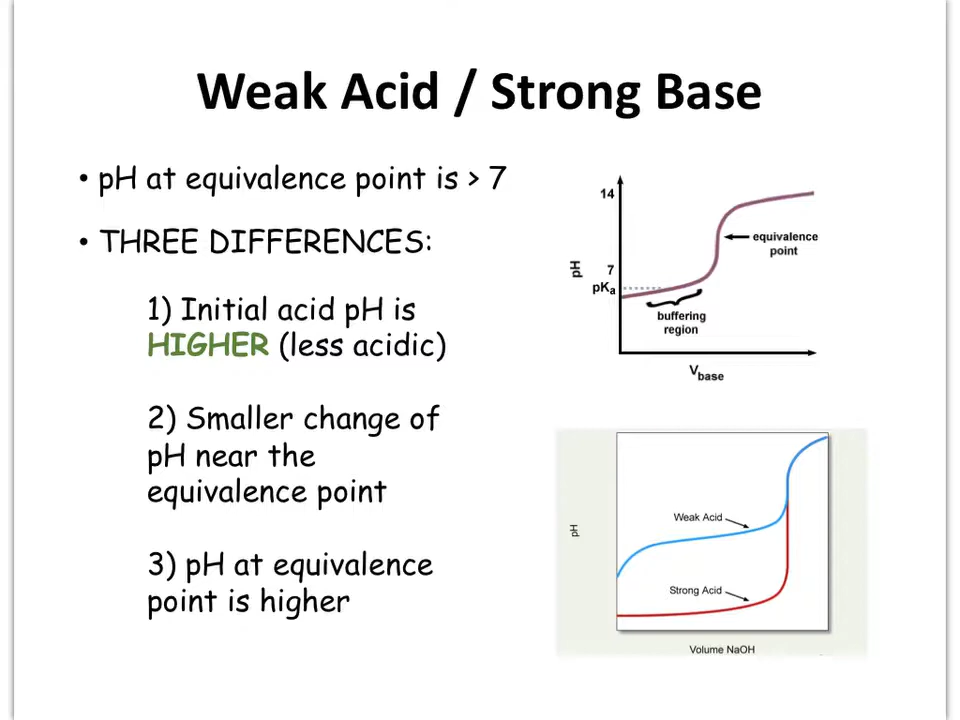 Weak Acid / Strong Base
• pH at equivalence point is > 7
• THREE DIFFERENCES:
1) Initial acid pH is
HIGHER (less acidic)
2) Smaller change of
pH near the
equivalence point
3) pH at equivalence
point is higher
14
equivalence
point
pH
7
pKa
buffering
region
Vbase
Weak Acid
pH
Strong Acid
Volume NaOH